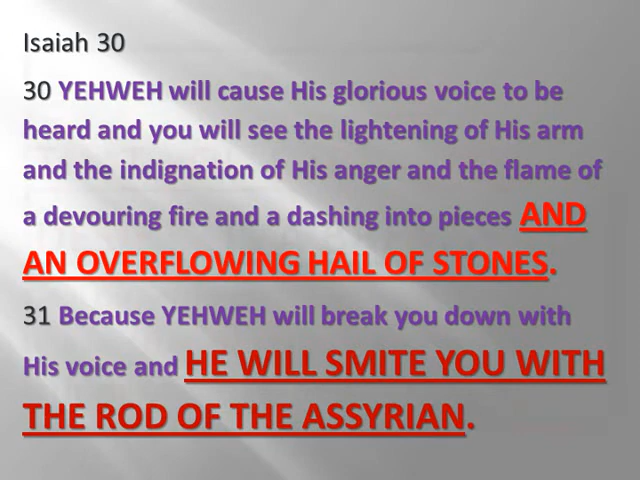 Isaiah 30
30 YEHWEH will cause His glorious voice to be
heard and you will see the lightening of His arm
and the indignation of His anger and the flame of
a devouring fire and a dashing into pieces AND
AN OVERFLOWING HAIL OF STONES.
31 Because YEHWEH will break you down with
His voice and HE WILL SMITE YOU WITH
THE ROD OF THE ASSYRIAN.